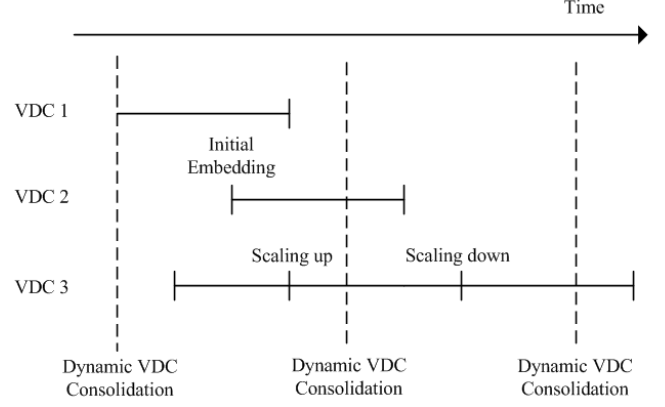 Time
VDC 1
Initial
Embedding
VDC 2
Scaling up
Scaling down
VDC 3
Dynamic VDC
Consolidation
Dynamic VDC
Consolidation
Dynamic VDC
Consolidation